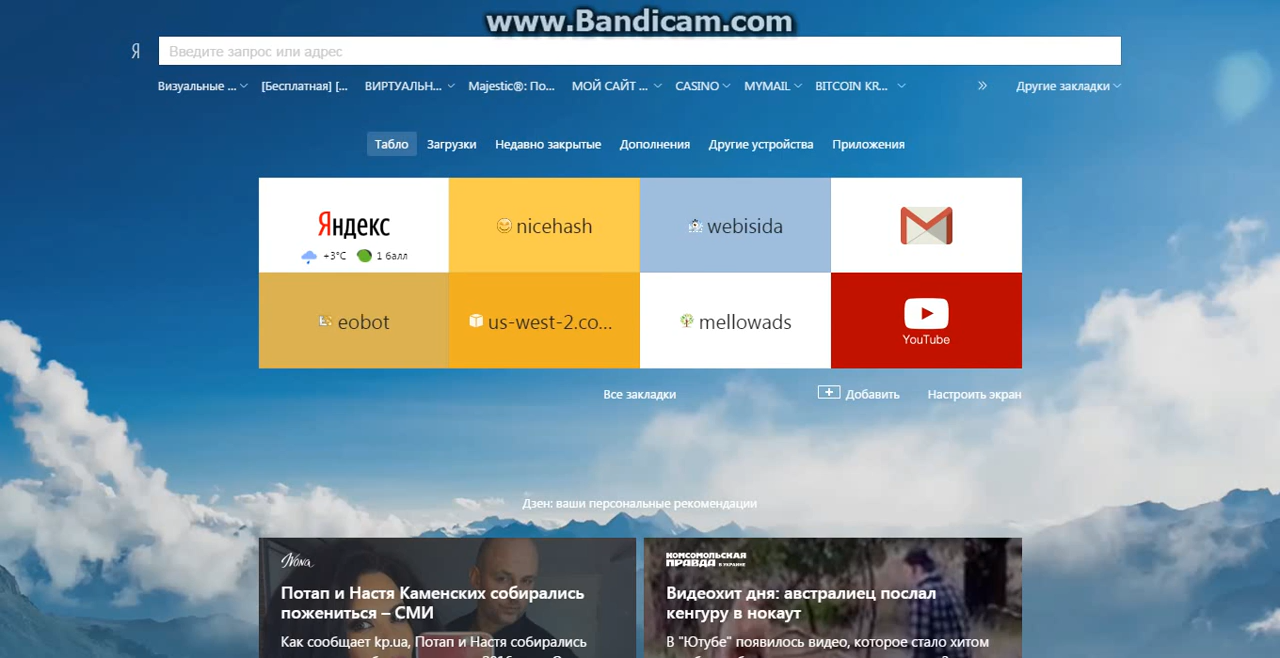 www.Bandicam.com
Я
Введите запрос или адрес
Визуальные ... [Бесплатная] [... ВИРТУАЛЬН... Majestic®: По... МОЙ САЙТ ... CASINO MYMAIL BITCOIN KR... » Другие закладки
Табло Загрузки Недавно закрытые Дополнения Другие устройства Приложения
Яндекс
+3°C 1 балл
nicehash
webisida
eobot
us-west-2.co...
mellowads
YouTube
Все закладки
Добавить
Настроить экран
Дзен: ваши персональные рекомендации
Nona
Потап и Настя Каменских собирались
пожениться – СМИ
Как сообщает kp.ua, Потап и Настя собирались
КОМСОМОЛЬСКАЯ
ПРАВДА В УКРАИНЕ
Видеохит дня: австралиец послал
кенгуру в нокаут
В "Ютубе" появилось видео, которое стало хитом